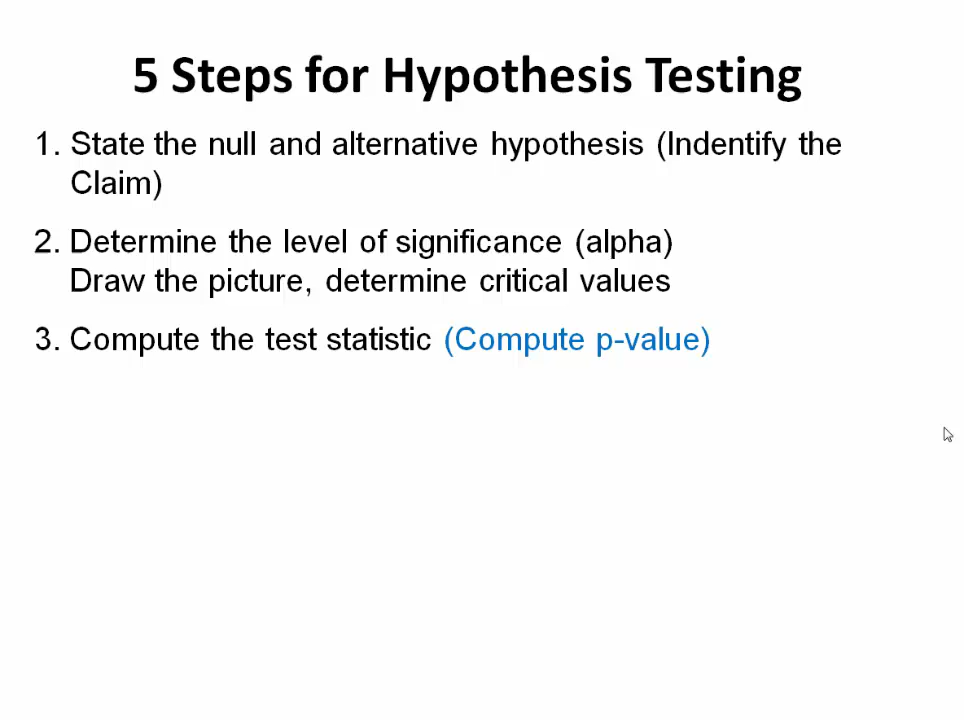 5 Steps for Hypothesis Testing
1. State the null and alternative hypothesis (Indentify the
Claim)
2. Determine the level of significance (alpha)
Draw the picture, determine critical values
3. Compute the test statistic (Compute p-value)